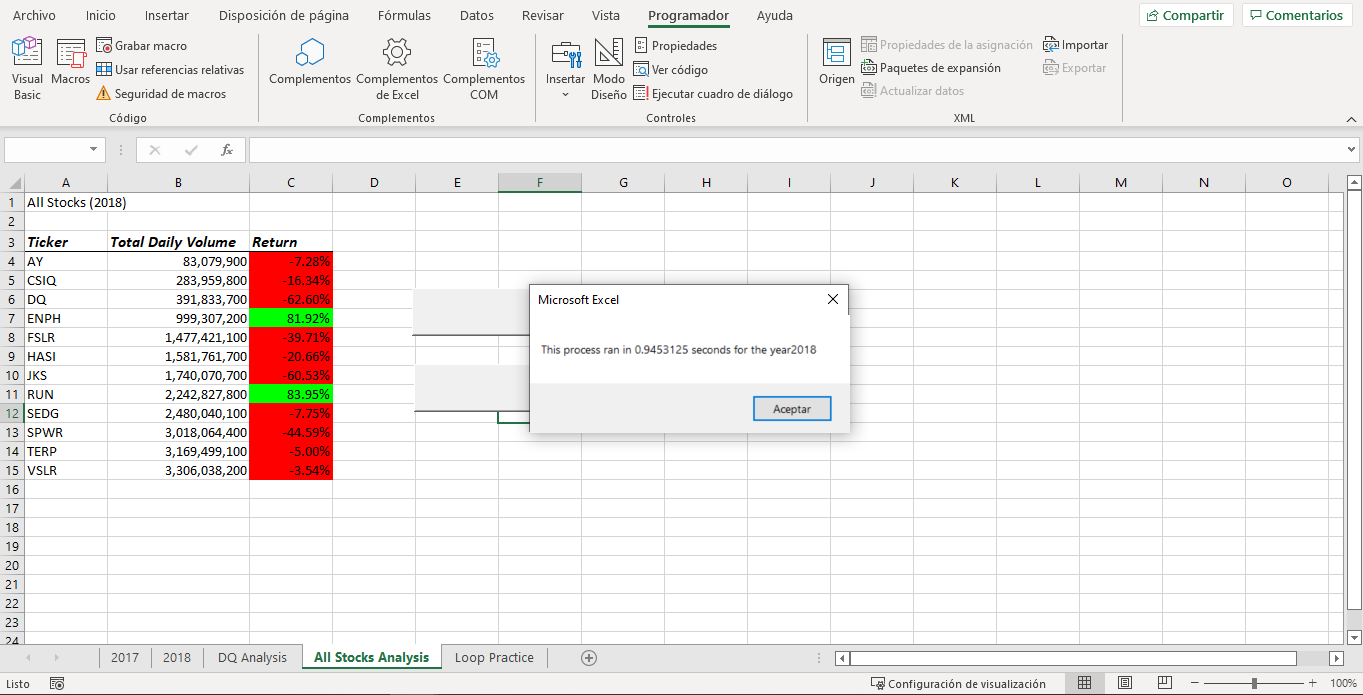 Archivo Inicio Insertar Disposición de página Fórmulas Datos Revisar Vista Programador Ayuda Compartir Comentarios
Visual Basic
Macros
Grabar macro
Usar referencias relativas
Seguridad de macros
Código
Complementos
Complementos de Excel
Complementos COM
Complementos
Insertar
Modo Diseño
Propiedades
Ver código
Ejecutar cuadro de diálogo
Controles
Origen
Propiedades de la asignación
Paquetes de expansión
Actualizar datos
Importar
Exportar
XML
fx
A B C D E F G H I J K L M N O
1 All Stocks (2018)
2
3 Ticker Total Daily Volume Return
4 AY 83,079,900 -7.28%
5 CSIQ 283,959,800 -16.34%
6 DQ 391,833,700 -62.60%
7 ENPH 999,307,200 81.92%
8 FSLR 1,477,421,100 -39.71%
9 HASI 1,581,761,700 -20.66%
10 JKS 1,740,070,700 -60.53%
11 RUN 2,242,827,800 83.95%
12 SEDG 2,480,040,100 -7.75%
13 SPWR 3,018,064,400 -44.59%
14 TERP 3,169,499,100 -5.00%
15 VSLR 3,306,038,200 -3.54%
16
17
18
19
20
21
22
23
24
Microsoft Excel
This process ran in 0.9453125 seconds for the year2018
Aceptar
2017 2018 DQ Analysis All Stocks Analysis Loop Practice
Listo Configuración de visualización 100%